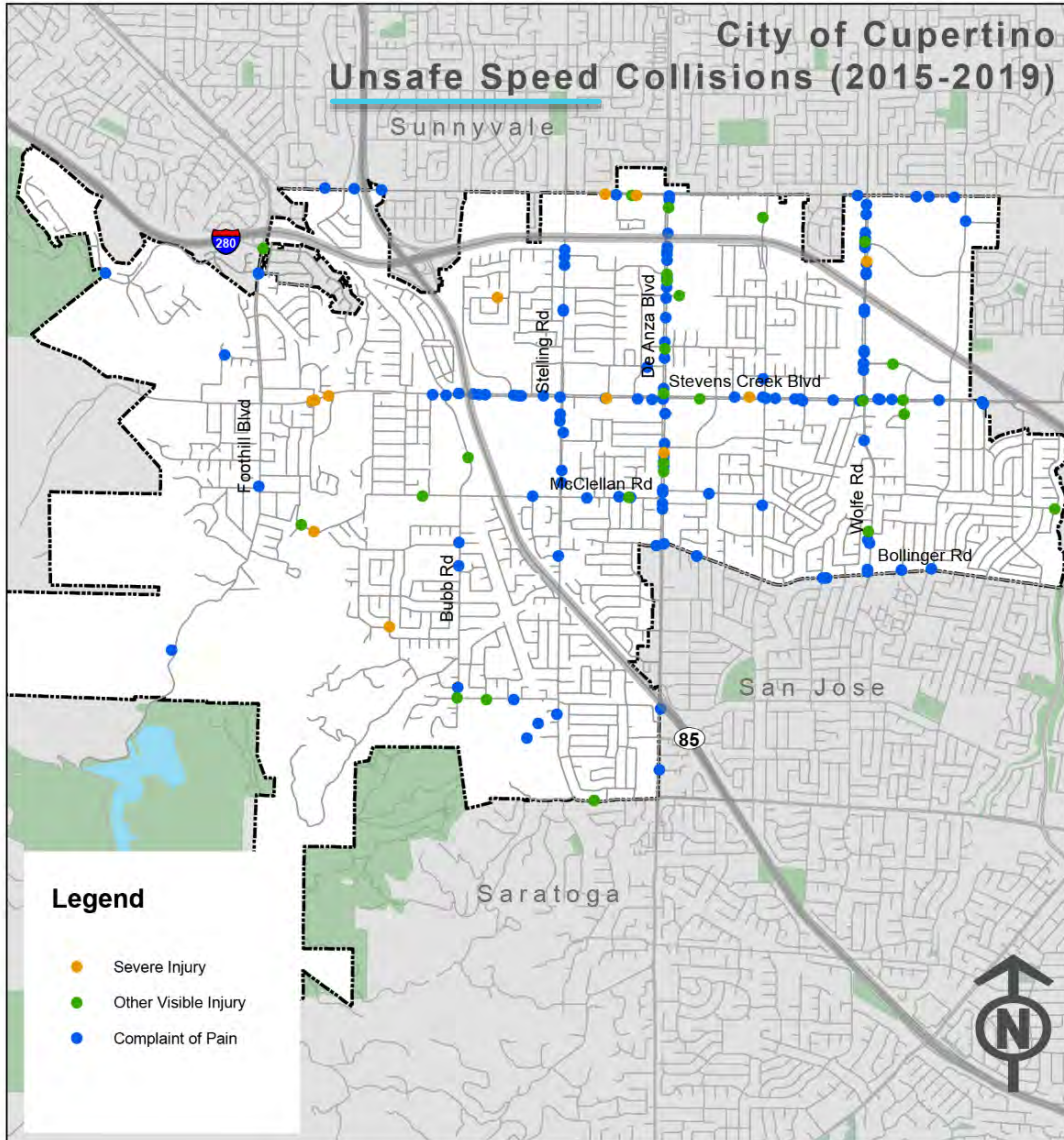 City of Cupertino
Unsafe Speed Collisions (2015-2019)
Sunnyvale
280
Stelling Rd
De Anza Blvd
Stevens Creek Blvd
Foothill Blvd
McClellan Rd
Wolfe Rd
Bubb Rd
Bollinger Rd
San Jose
85
Saratoga
Legend
Severe Injury
Other Visible Injury
Complaint of Pain
N